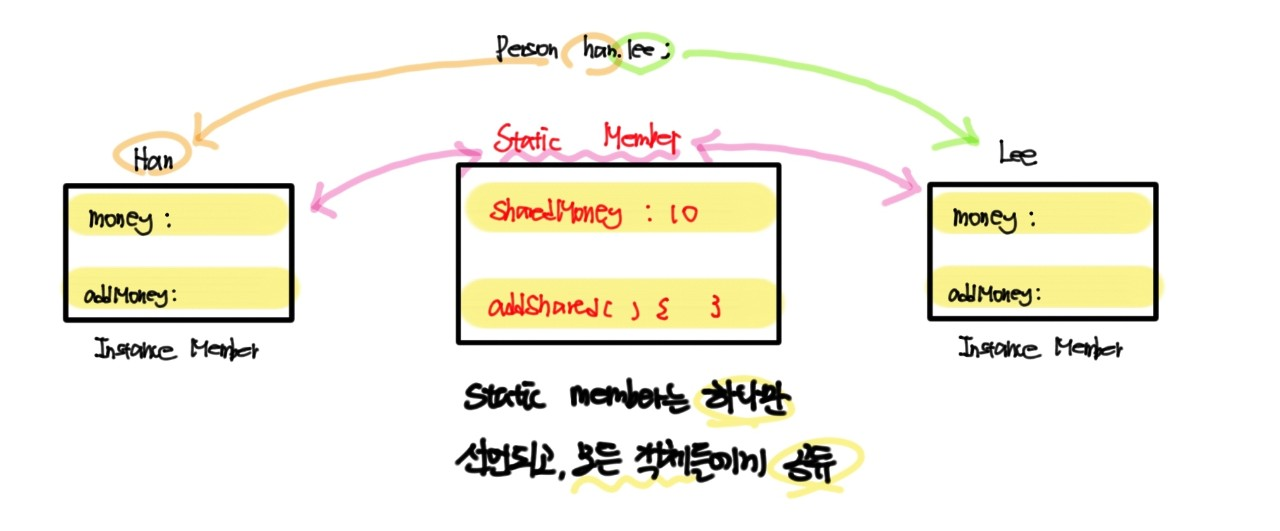 Person han.lee;
Han
Static Member
Lee
money :
addMoney:
Instance Member
sharedMoney : 10
addShared( ) { }
money :
addMoney:
Instance Member
Static member는 하나만
선언되고, 모든 객체들에게 공유